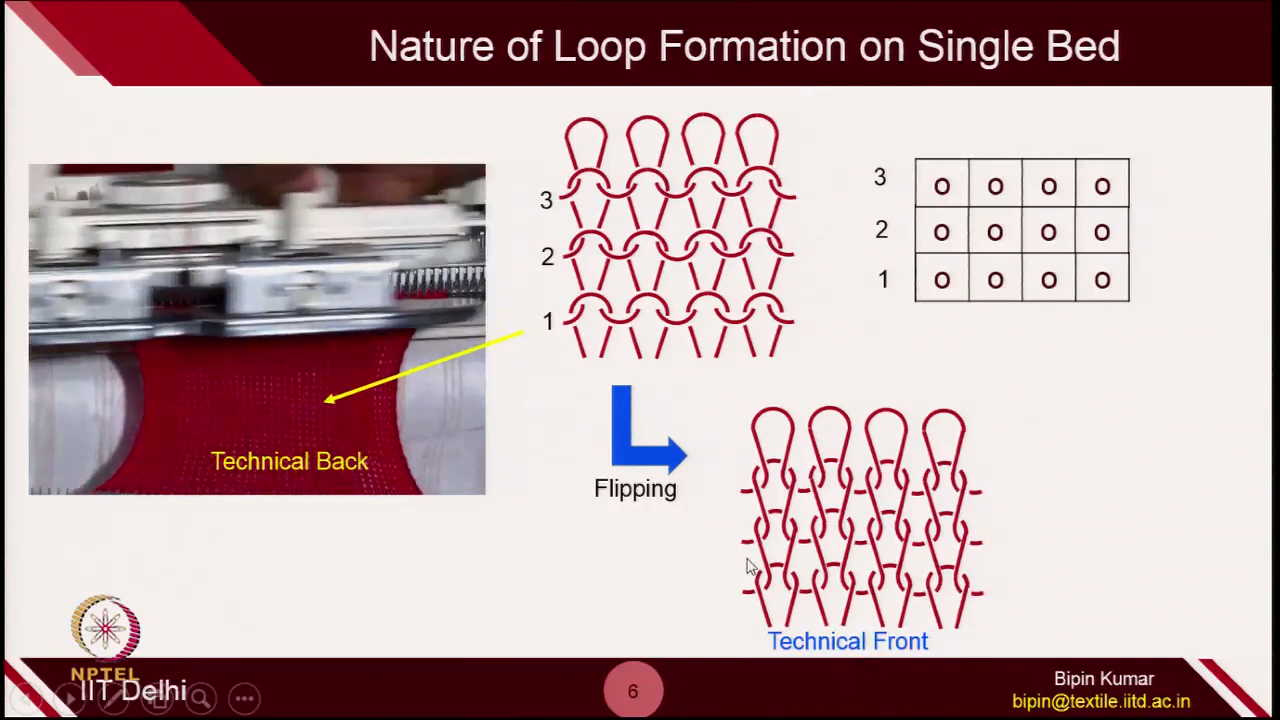 Nature of Loop Formation on Single Bed
3
2
1
3 o o o o
2 o o o o
1 o o o o
Technical Back
Flipping
Technical Front
NPTEL
IIT Delhi
6
Bipin Kumar
bipin@textile.iitd.ac.in